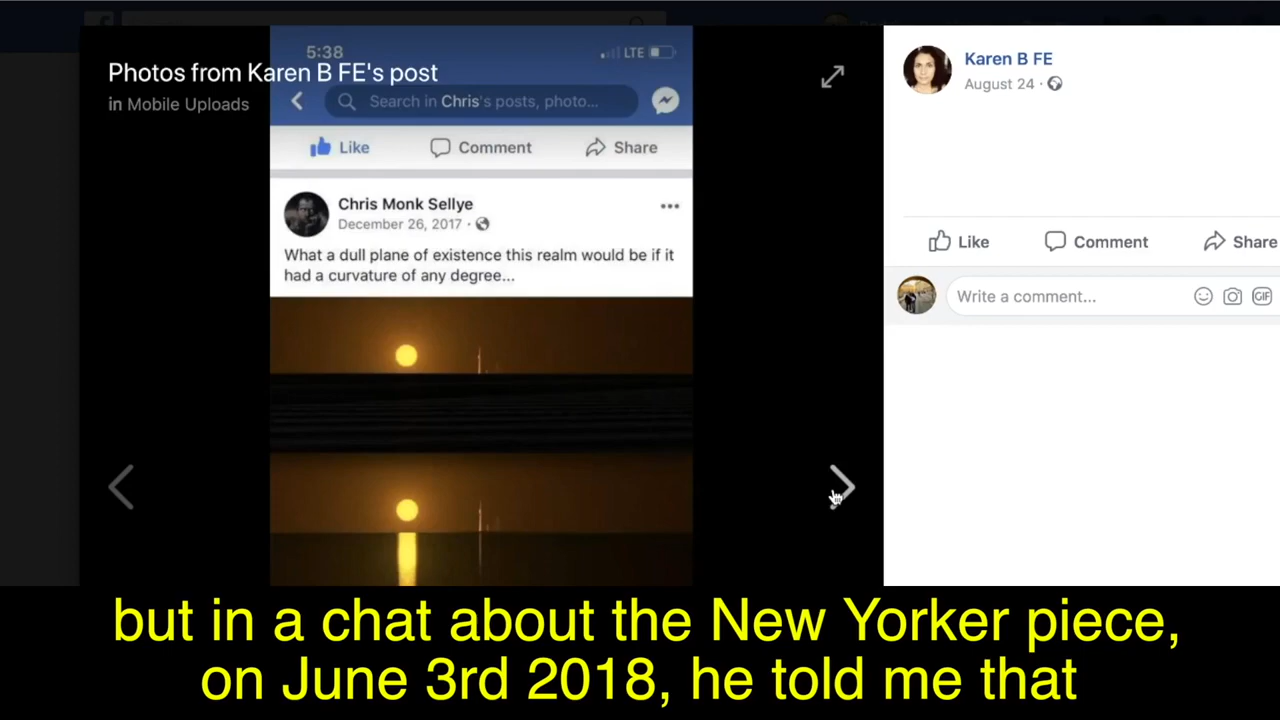 5:38
LTE
Photos from Karen B FE's post
in Mobile Uploads
Search in Chris's posts, photo...
Like
Comment
Share
Chris Monk Sellye
December 26, 2017 ·
What a dull plane of existence this realm would be if it
had a curvature of any degree...
Karen B FE
August 24 ·
Like
Comment
Share
Write a comment...
GIF
but in a chat about the New Yorker piece,
on June 3rd 2018, he told me that